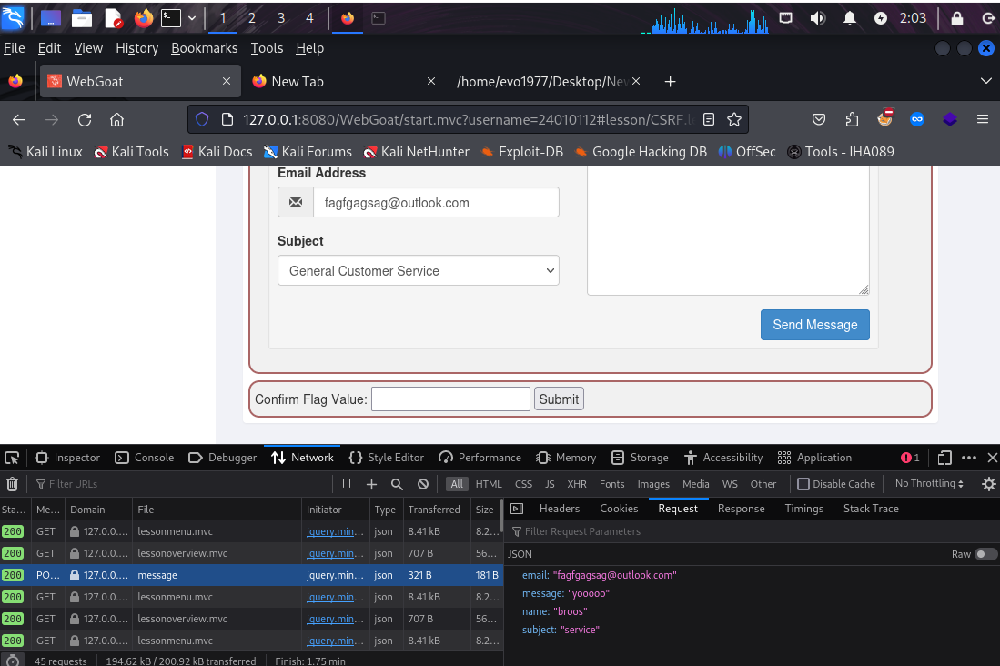 1 2 3 4 2:03
File Edit View History Bookmarks Tools Help
WebGoat New Tab /home/evo1977/Desktop/Nev
127.0.0.1:8080/WebGoat/start.mvc?username=24010112#lesson/CSRF.l
Kali Linux Kali Tools Kali Docs Kali Forums Kali NetHunter Exploit-DB Google Hacking DB OffSec Tools - IHA089
Email Address
fagfgagsag@outlook.com
Subject
General Customer Service
Send Message
Confirm Flag Value: Submit
Inspector Console Debugger Network Style Editor Performance Memory Storage Accessibility Application 1
Filter URLs All HTML CSS JS XHR Fonts Images Media WS Other Disable Cache No Throttling
Sta... Me... Domain File Initiator Type Transferred Size Headers Cookies Request Response Timings Stack Trace
200 GET 127.0.0.... lessonmenu.mvc jquery.min... json 8.41 kB 8.2... Filter Request Parameters
200 GET 127.0.0.... lessonoverview.mvc jquery.min... json 707 B 56... JSON Raw
200 PO... 127.0.0.... message jquery.min... json 321 B 181 B email: "fagfgagsag@outlook.com"
200 GET 127.0.0.... lessonmenu.mvc jquery.min... json 8.41 kB 8.2... message: "yooooo"
200 GET 127.0.0.... lessonoverview.mvc jquery.min... json 707 B 56... name: "broos"
200 GET 127.0.0.... lessonmenu.mvc jquery.min... json 8.41 kB 8.2... subject: "service"
45 requests 194.62 kB / 200.92 kB transferred Finish: 1.75 min